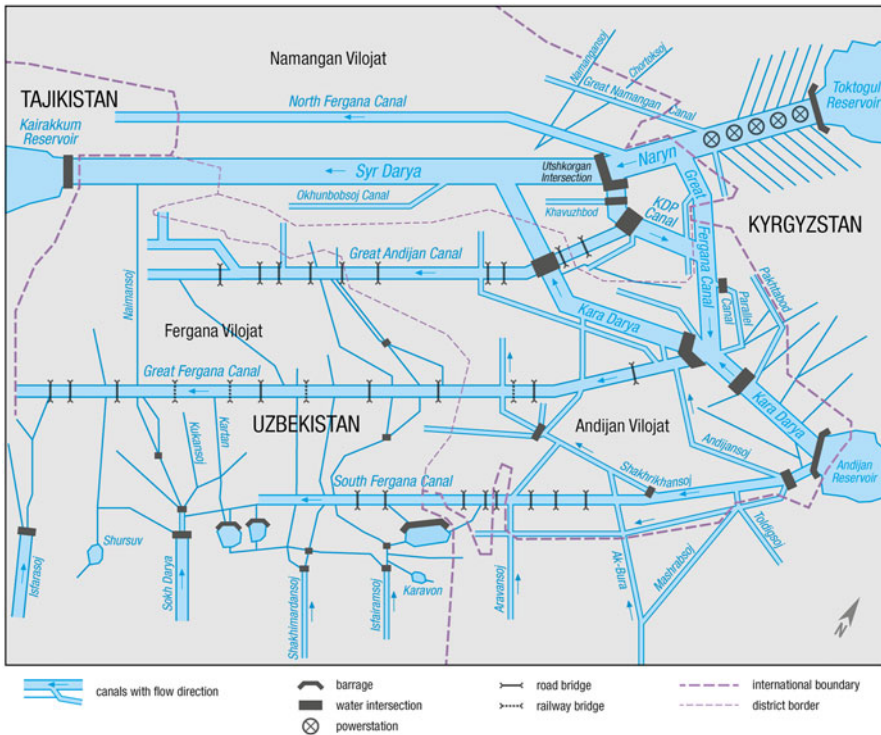 Namangan Vilojat
TAJIKISTAN
Kairakkum
Reservoir
North Fergana Canal
Namangansoj
Chortoksoj
Great Namangan Canal
Toktogul
Reservoir
Syr Darya
Utshkorgan
Intersection
Naryn
Okhunbobsoj Canal
Khavuzhbod
KDP
Canal
Great Fergana Canal
KYRGYZSTAN
Great Andijan Canal
Naimansoj
Kara Darya
Parallel
Canal
Pakhtabod
Fergana Vilojat
Great Fergana Canal
UZBEKISTAN
Kukansoj
Kartan
Andijan Vilojat
Andijansoj
Kara Darya
Andijan
Reservoir
South Fergana Canal
Shakhrikhansoj
Toldigsoj
Isfarasoj
Shursuv
Sokh Darya
Shakhimardansoj
Isfairamsoj
Karavon
Aravansoj
Ak-Bura
Mashrabsoj
N
canals with flow direction
barrage
water intersection
powerstation
road bridge
railway bridge
international boundary
district border